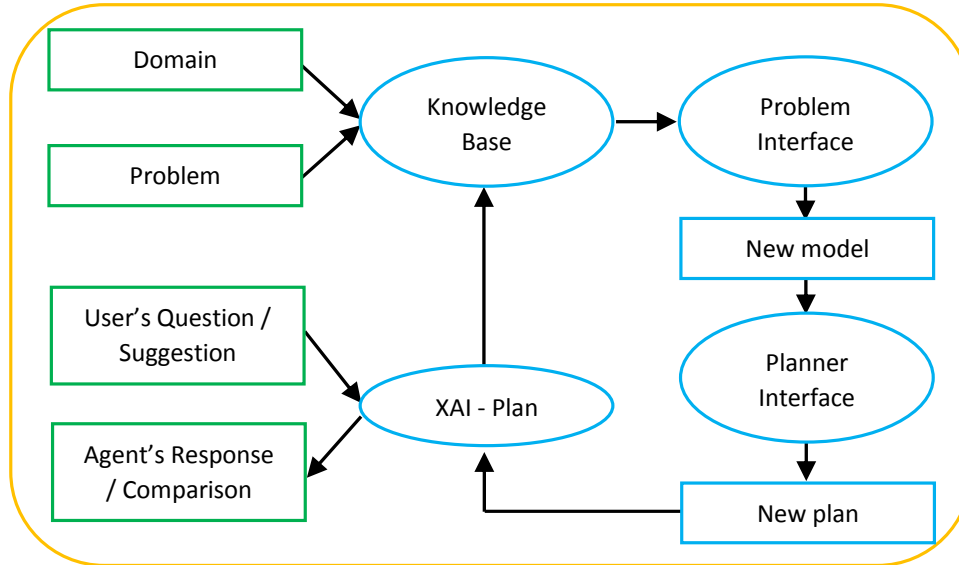 Domain
Knowledge
Base
Problem
Interface
Problem
New model
User’s Question /
Suggestion
Planner
Interface
XAI - Plan
Agent’s Response
/ Comparison
New plan